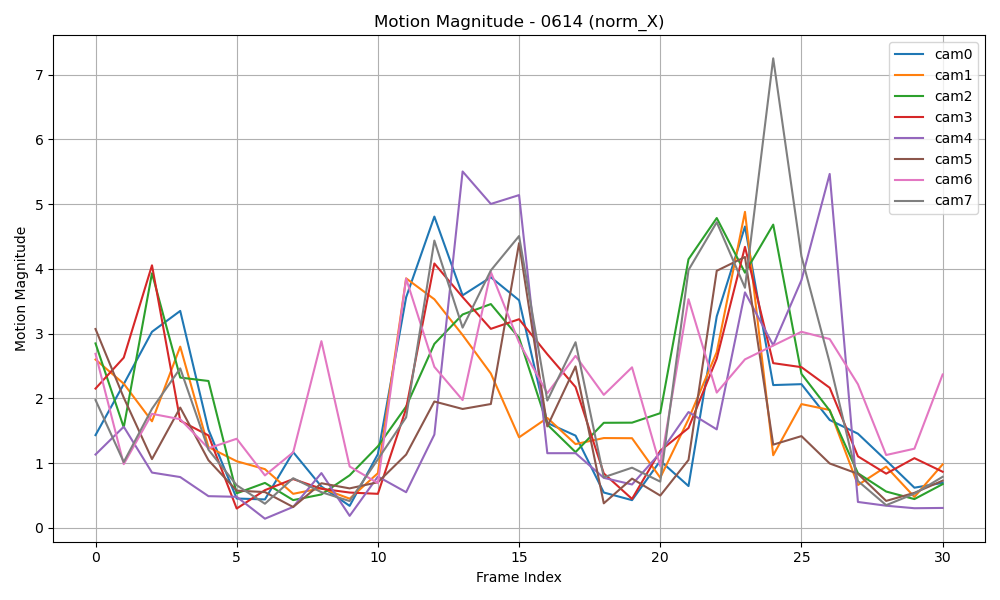 Motion Magnitude - 0614 (norm_X)
Motion Magnitude
7
6
5
4
3
2
1
0
0 5 10 15 20 25 30
Frame Index
cam0
cam1
cam2
cam3
cam4
cam5
cam6
cam7